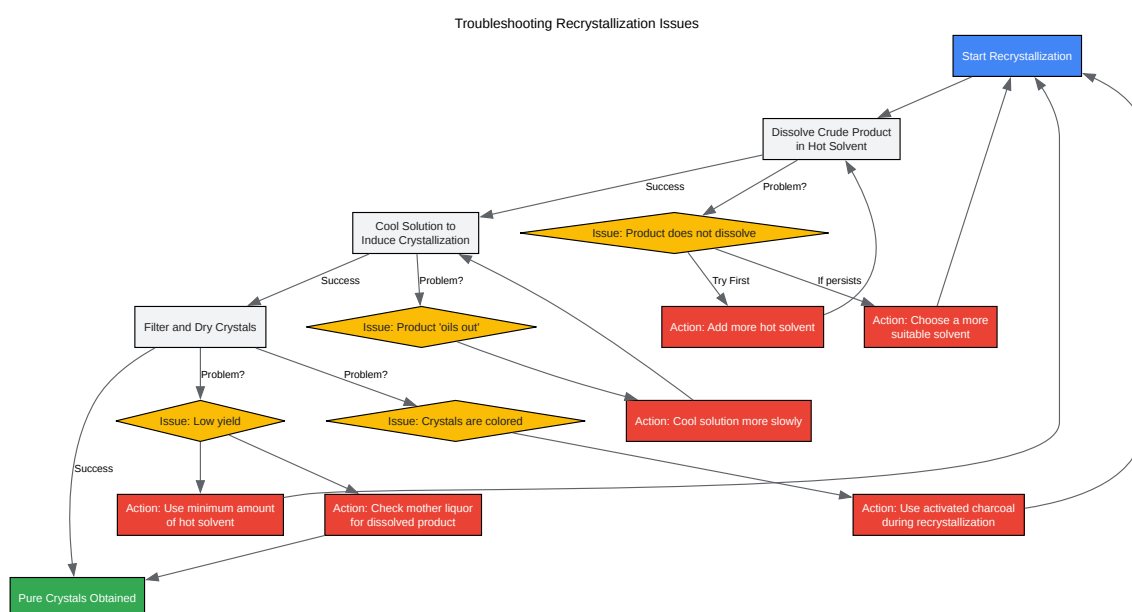 Troubleshooting Recrystallization Issues
Start Recrystallization
Dissolve Crude Product
in Hot Solvent
Success
Problem?
Cool Solution to
Induce Crystallization
Issue: Product does not dissolve
Success
Problem?
Try First
If persists
Filter and Dry Crystals
Issue: Product 'oils out'
Action: Add more hot solvent
Action: Choose a more
suitable solvent
Problem?
Problem?
Issue: Low yield
Issue: Crystals are colored
Action: Cool solution more slowly
Success
Action: Use minimum amount
of hot solvent
Action: Check mother liquor
for dissolved product
Action: Use activated charcoal
during recrystallization
Pure Crystals Obtained